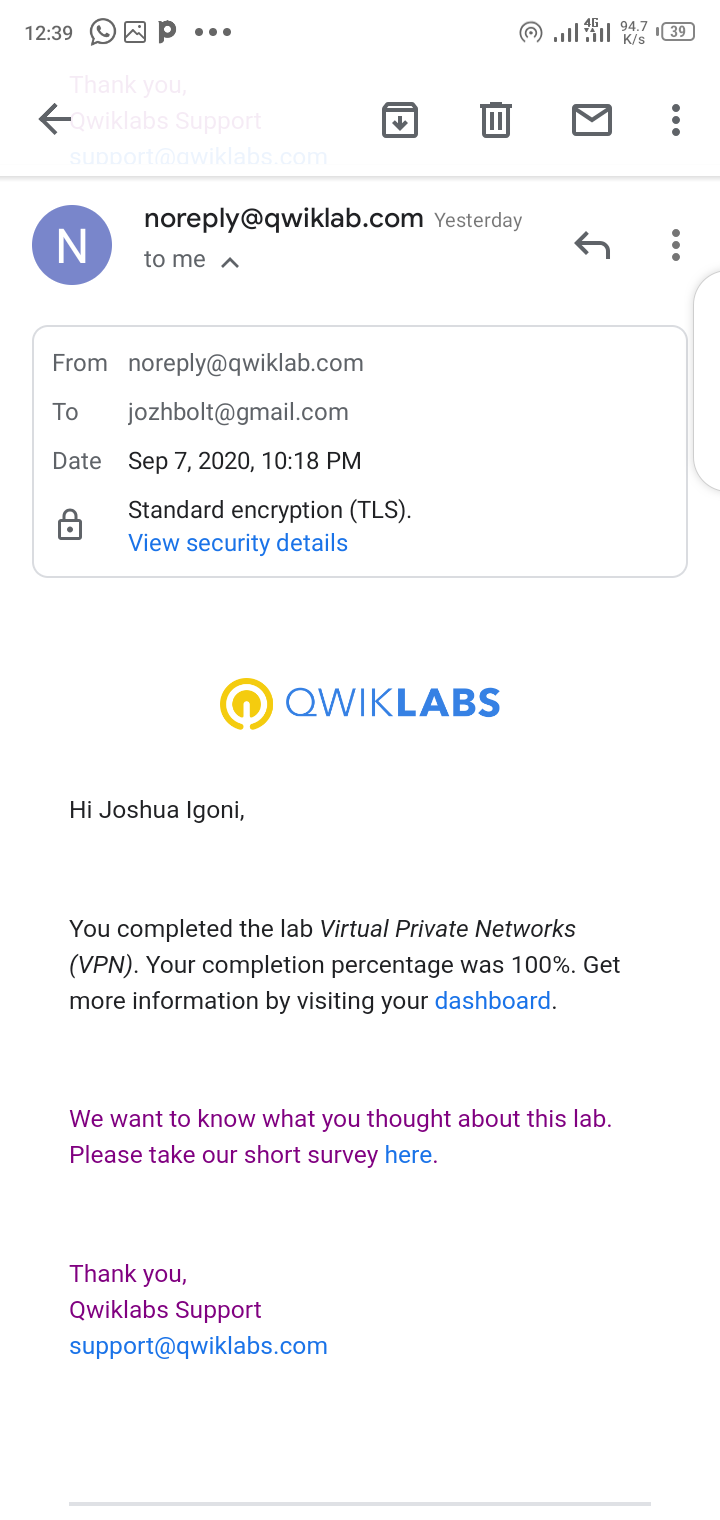 12:39
4G
94.7
K/s
39
Thank you,
Qwiklabs Support
support@qwiklabs.com
N
noreply@qwiklab.com Yesterday
to me
From noreply@qwiklab.com
To jozhbolt@gmail.com
Date Sep 7, 2020, 10:18 PM
Standard encryption (TLS).
View security details
QWIKLABS
Hi Joshua Igoni,
You completed the lab Virtual Private Networks
(VPN). Your completion percentage was 100%. Get
more information by visiting your dashboard.
We want to know what you thought about this lab.
Please take our short survey here.
Thank you,
Qwiklabs Support
support@qwiklabs.com